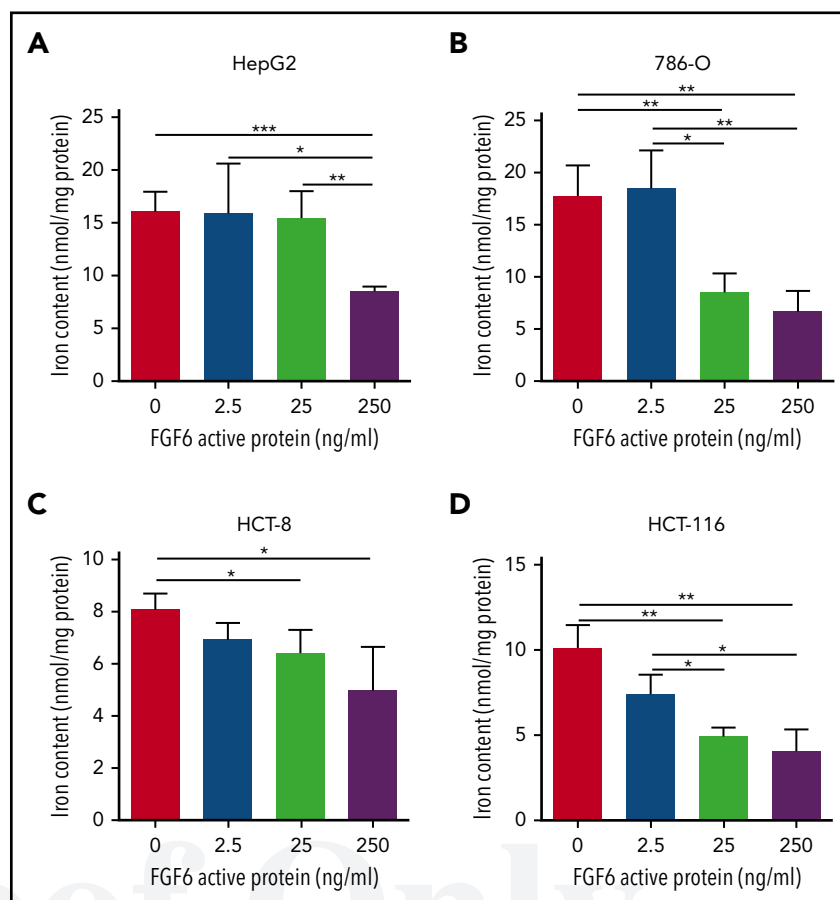 A
HepG2
Iron content (nmol/mg protein)
25
20
15
10
5
0
***
*
**
0 2.5 25 250
FGF6 active protein (ng/ml)
B
786-O
Iron content (nmol/mg protein)
25
20
15
10
5
0
**
**
**
*
0 2.5 25 250
FGF6 active protein (ng/ml)
C
HCT-8
Iron content (nmol/mg protein)
10
8
6
4
2
0
*
*
0 2.5 25 250
FGF6 active protein (ng/ml)
D
HCT-116
Iron content (nmol/mg protein)
15
10
5
0
**
**
*
*
0 2.5 25 250
FGF6 active protein (ng/ml)